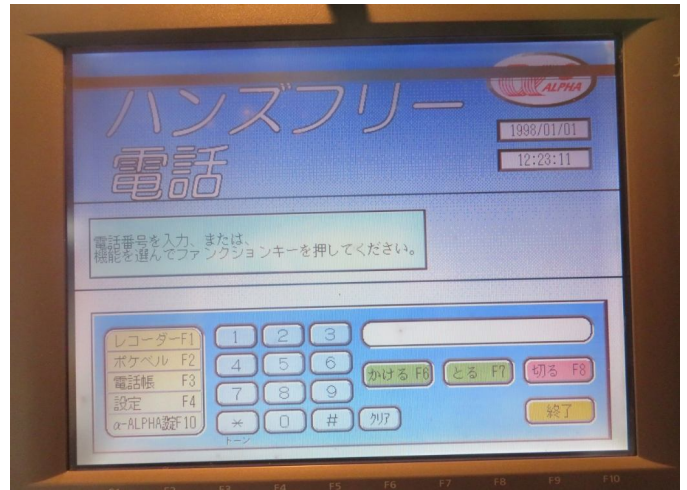 ハンズフリー
電話
ALPHA
1998/01/01
12:23:11
電話番号を入力、または、
機能を選んでファンクションキーを押してください。
レコーダーF1
ポケベル F2
電話帳 F3
設定 F4
α-ALPHA設定F10
1 2 3
4 5 6
7 8 9
* 0 #
トーン
クリア
かける F6
とる F7
切る F8
終了
F3 F4 F5 F6 F7 F8 F9 F10